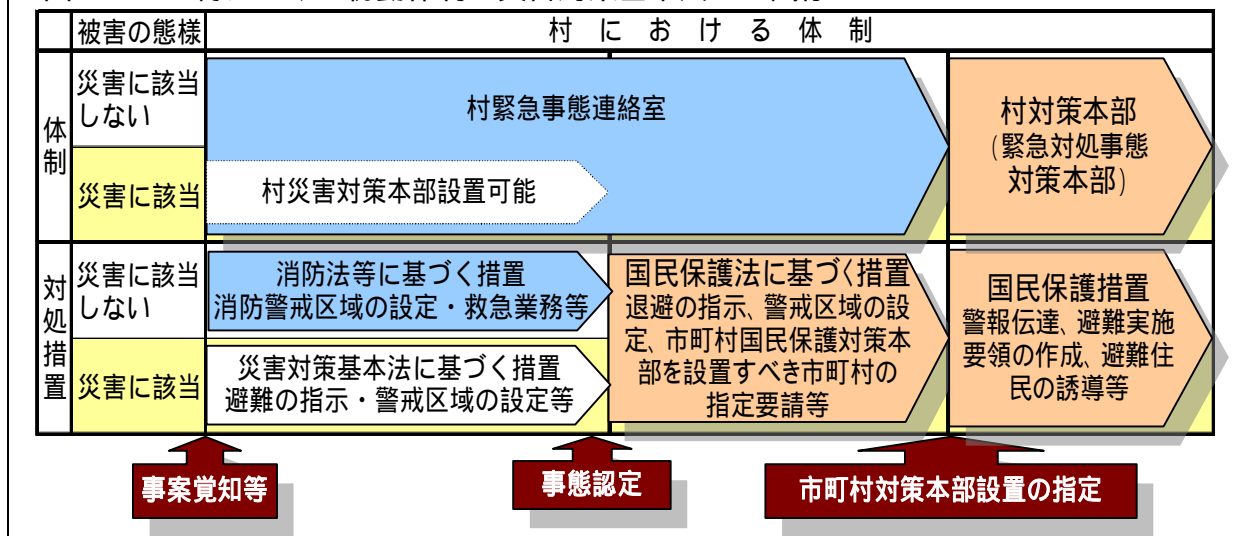 被害の態様
村における体制
体制
災害に該当
しない
村緊急事態連絡室
災害に該当
村災害対策本部設置可能
村対策本部
(緊急対処事態
対策本部)
対処措置
災害に該当
しない
消防法等に基づく措置
消防警戒区域の設定・救急業務等
災害に該当
災害対策基本法に基づく措置
避難の指示・警戒区域の設定等
国民保護法に基づく措置
退避の指示、警戒区域の設
定、市町村国民保護対策本
部を設置すべき市町村の
指定要請等
国民保護措置
警報伝達、避難実施
要領の作成、避難住
民の誘導等
事案覚知等
事態認定
市町村対策本部設置の指定